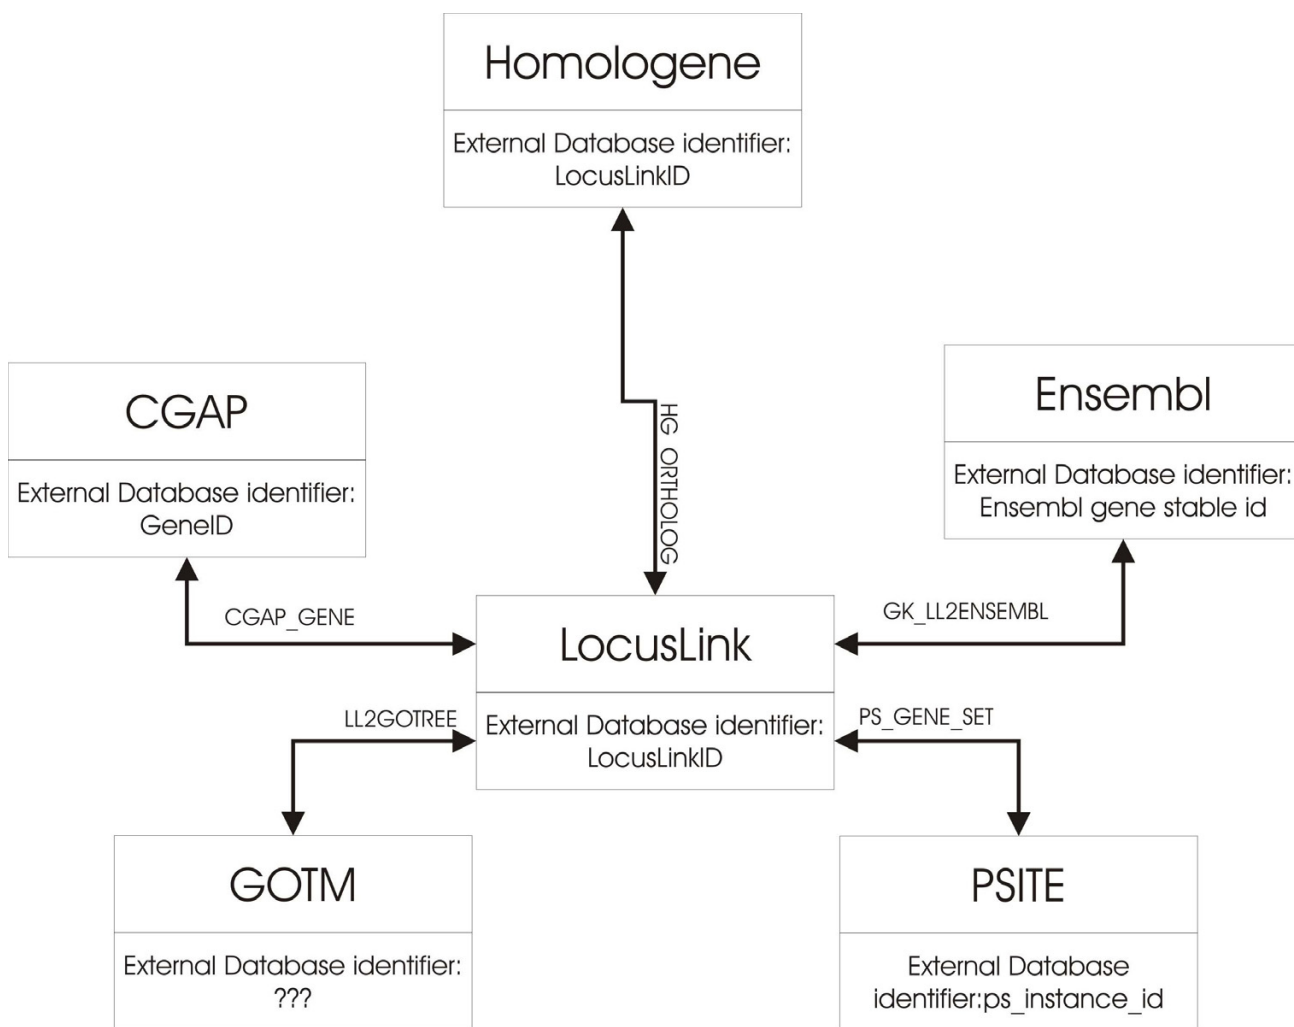 Homologene
External Database identifier:
LocusLinkID
HG_ORTHOLOG
CGAP
External Database identifier:
GeneID
Ensembl
External Database identifier:
Ensembl gene stable id
CGAP_GENE
GK_LL2ENSEMBL
LocusLink
External Database identifier:
LocusLinkID
LL2GOTREE
PS_GENE_SET
GOTM
External Database identifier:
???
PSITE
External Database
identifier:ps_instance_id